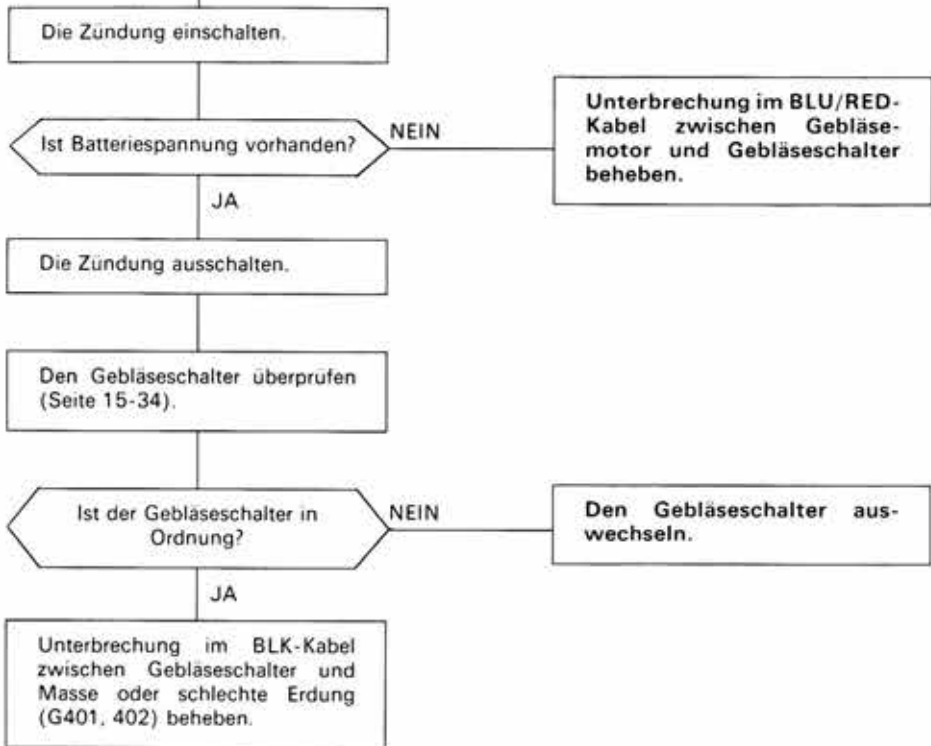 Die Zündung einschalten.
Ist Batteriespannung vorhanden?
NEIN
Unterbrechung im BLU/RED-
Kabel zwischen Gebläse-
motor und Gebläseschalter
beheben.
JA
Die Zündung ausschalten.
Den Gebläseschalter überprüfen
(Seite 15-34).
Ist der Gebläseschalter in
Ordnung?
NEIN
Den Gebläseschalter aus-
wechseln.
JA
Unterbrechung im BLK-Kabel
zwischen Gebläseschalter und
Masse oder schlechte Erdung
(G401, 402) beheben.